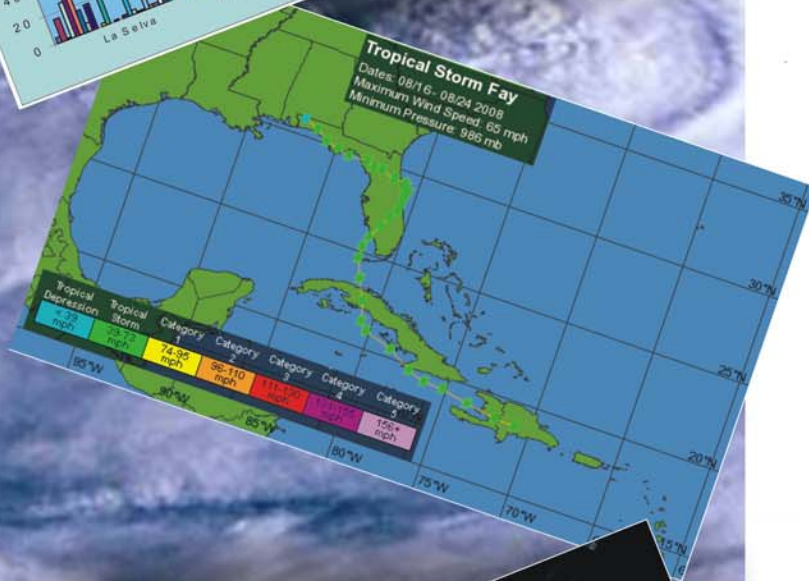 20
0
La Selva
Tropical Storm Fay
Dates: 08/16- 08/24 2008
Maximum Wind Speed: 65 mph
Minimum Pressure: 986 mb
35°N
30°N
25°N
20°N
15°N
Tropical Depression
< 39 mph
Tropical Storm
39-73 mph
Category 1
74-95 mph
Category 2
96-110 mph
Category 3
111-130 mph
Category 4
mph
Category 5
156+ mph
95°W
90°W
85°W
80°W
75°W
70°W